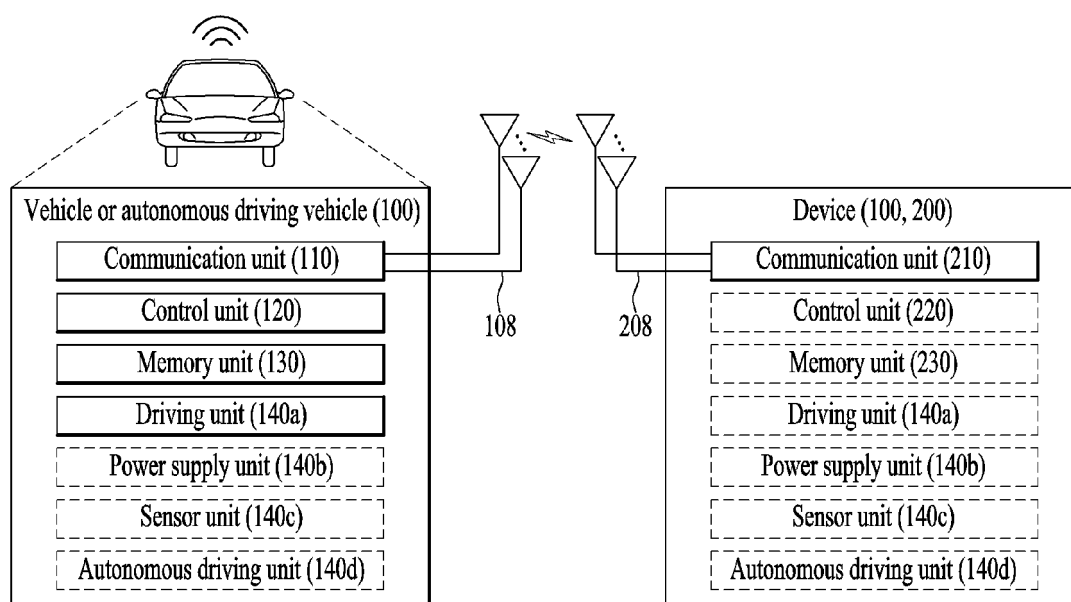 Vehicle or autonomous driving vehicle (100)
Communication unit (110)
Control unit (120)
Memory unit (130)
Driving unit (140a)
Power supply unit (140b)
Sensor unit (140c)
Autonomous driving unit (140d)
108
208
Device (100, 200)
Communication unit (210)
Control unit (220)
Memory unit (230)
Driving unit (140a)
Power supply unit (140b)
Sensor unit (140c)
Autonomous driving unit (140d)